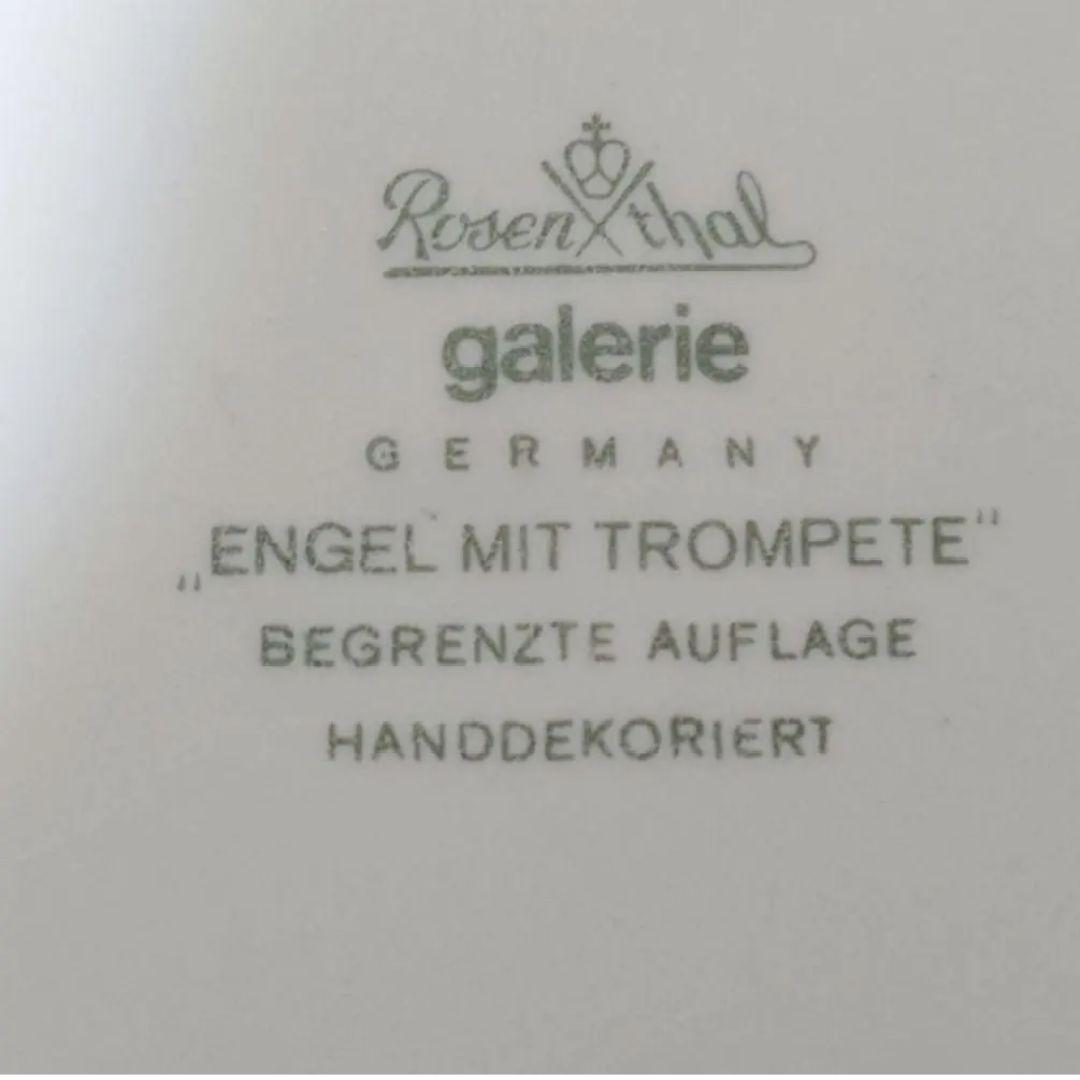 Rosenthal
galerie
GERMANY
„ENGEL MIT TROMPETE“
BEGRENZTE AUFLAGE
HANDDEKORIERT